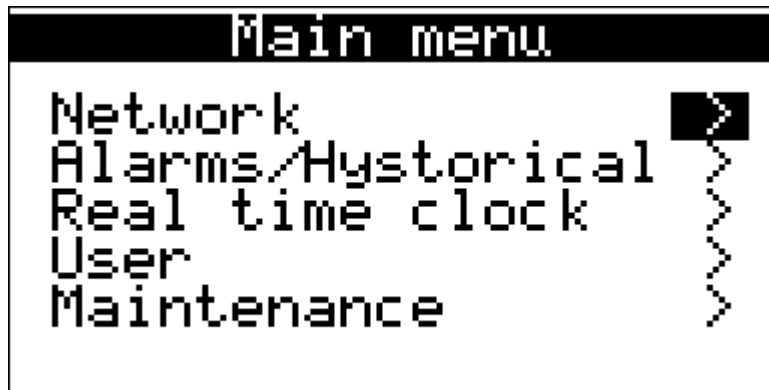 Main menu
Network >
Alarms/Hystorical >
Real time clock >
User >
Maintenance >